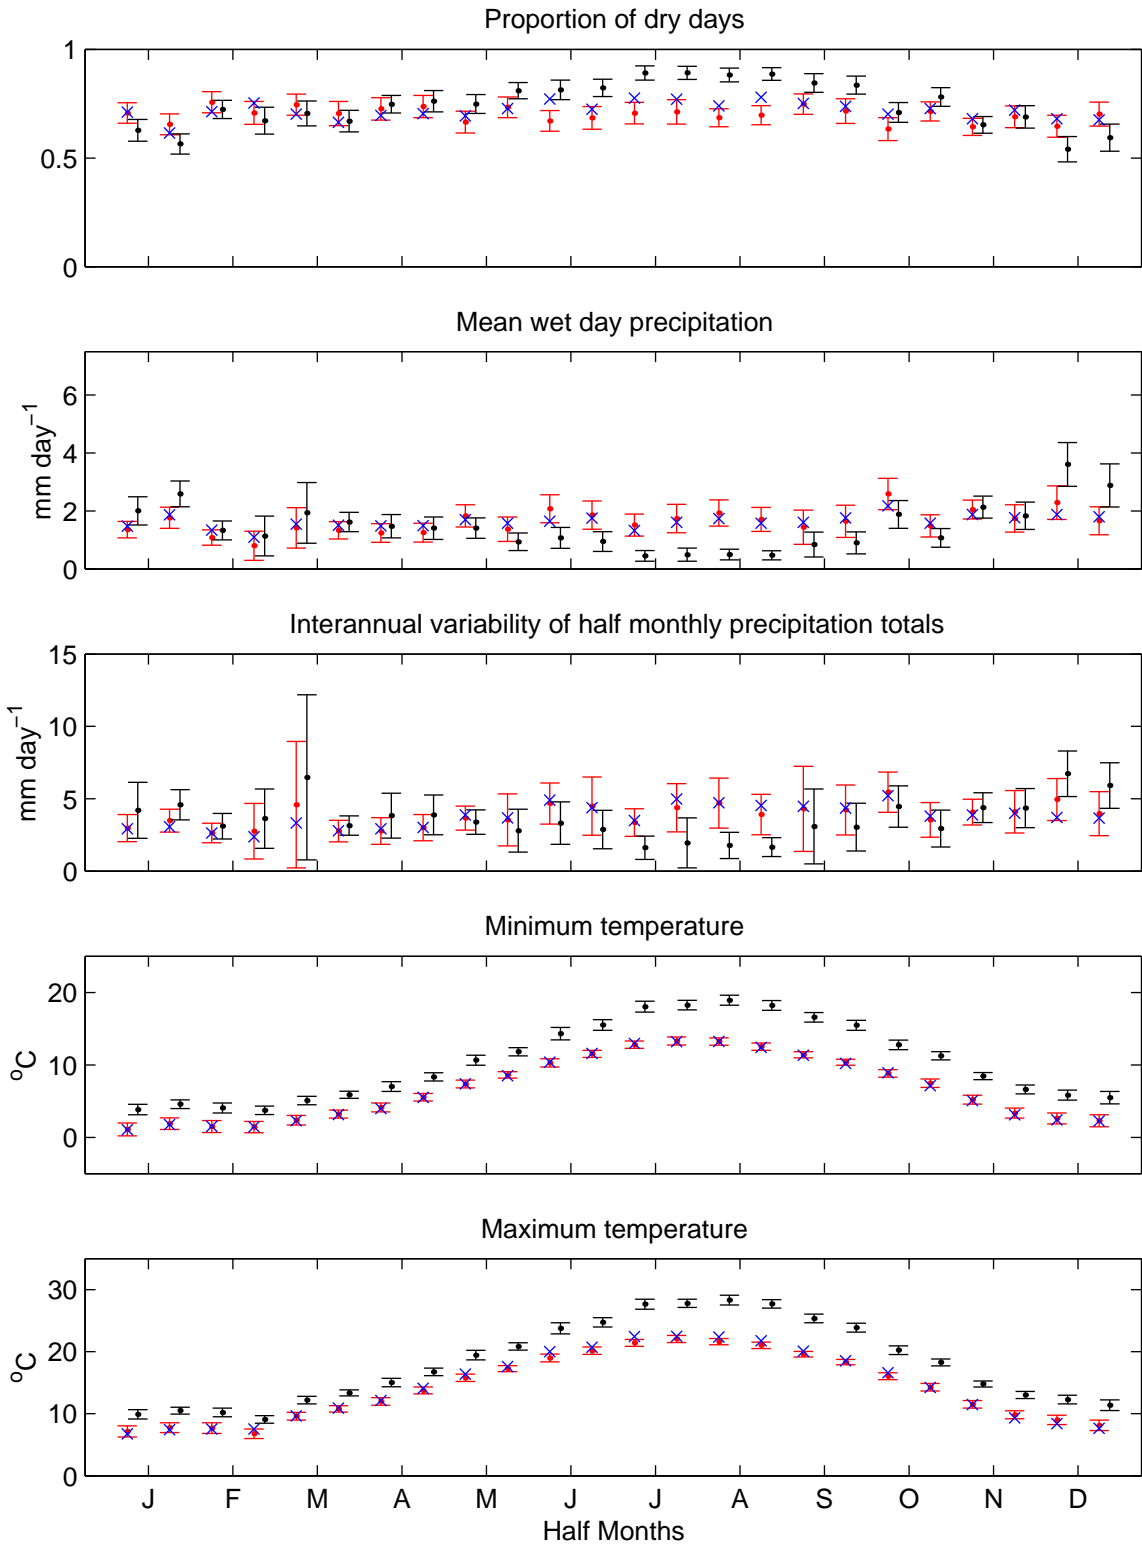 Proportion of dry days
1
0.5
0
Mean wet day precipitation
6
4
2
0
mm day⁻¹
Interannual variability of half monthly precipitation totals
15
10
5
0
mm day⁻¹
Minimum temperature
20
10
0
ºC
Maximum temperature
30
20
10
0
ºC
J F M A M J J A S O N D
Half Months